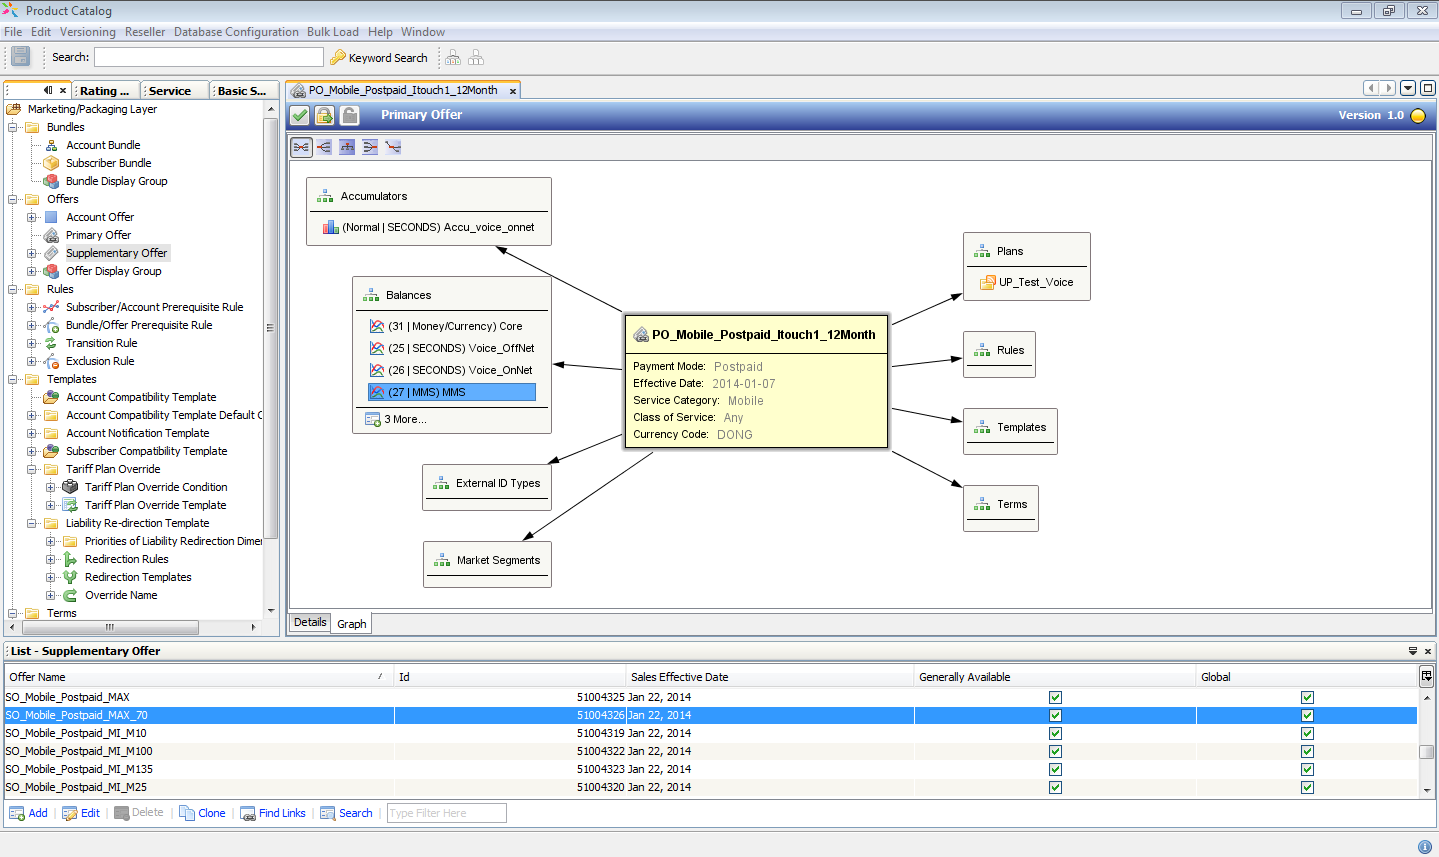 Product Catalog
File Edit Versioning Reseller Database Configuration Bulk Load Help Window
Search: Keyword Search
Rating ... Service Basic S...
Marketing/Packaging Layer
Bundles
Account Bundle
Subscriber Bundle
Bundle Display Group
Offers
Account Offer
Primary Offer
Supplementary Offer
Offer Display Group
Rules
Subscriber/Account Prerequisite Rule
Bundle/Offer Prerequisite Rule
Transition Rule
Exclusion Rule
Templates
Account Compatibility Template
Account Compatibility Template Default C
Account Notification Template
Subscriber Compatibility Template
Tariff Plan Override
Tariff Plan Override Condition
Tariff Plan Override Template
Liability Re-direction Template
Priorities of Liability Redirection Dime
Redirection Rules
Redirection Templates
Override Name
Terms
PO_Mobile_Postpaid_Itouch1_12Month
Primary Offer
Version 1.0
Accumulators
(Normal | SECONDS) Accu_voice_onnet
Balances
(31 | Money/Currency) Core
(25 | SECONDS) Voice_OffNet
(26 | SECONDS) Voice_OnNet
(27 | MMS) MMS
3 More...
External ID Types
Market Segments
PO_Mobile_Postpaid_Itouch1_12Month
Payment Mode: Postpaid
Effective Date: 2014-01-07
Service Category: Mobile
Class of Service: Any
Currency Code: DONG
Plans
UP_Test_Voice
Rules
Templates
Terms
Details Graph
List - Supplementary Offer
Offer Name Id Sales Effective Date Generally Available Global
SO_Mobile_Postpaid_MAX 51004325 Jan 22, 2014
SO_Mobile_Postpaid_MAX_70 51004326 Jan 22, 2014
SO_Mobile_Postpaid_MI_M10 51004319 Jan 22, 2014
SO_Mobile_Postpaid_MI_M100 51004322 Jan 22, 2014
SO_Mobile_Postpaid_MI_M135 51004323 Jan 22, 2014
SO_Mobile_Postpaid_MI_M25 51004320 Jan 22, 2014
Add Edit Delete Clone Find Links Search Type Filter Here